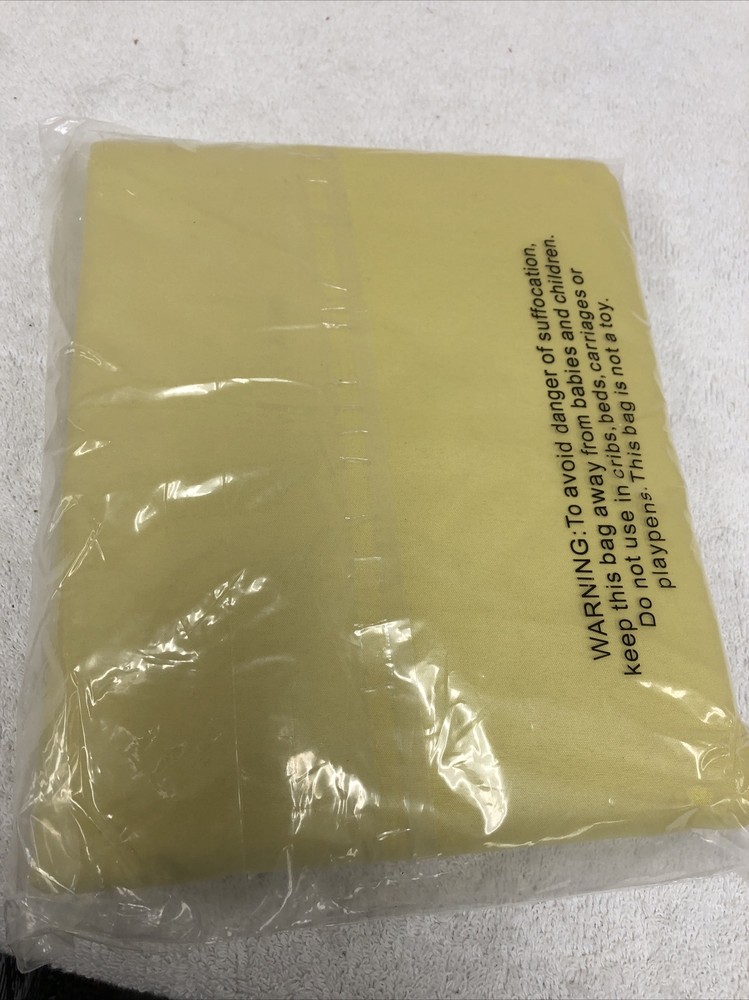 WARNING:To avoid danger of suffocation,
keep this bag away from babies and children.
Do not use in cribs,beds,carriages or
playpens.This bag is not a toy.